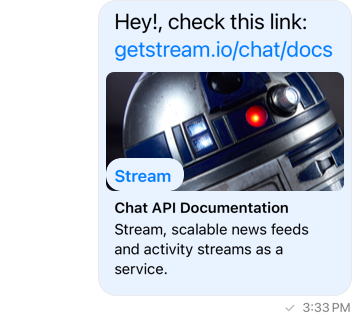 Hey!, check this link:
getstream.io/chat/docs
Stream
Chat API Documentation
Stream, scalable news feeds
and activity streams as a
service.
3:33 PM